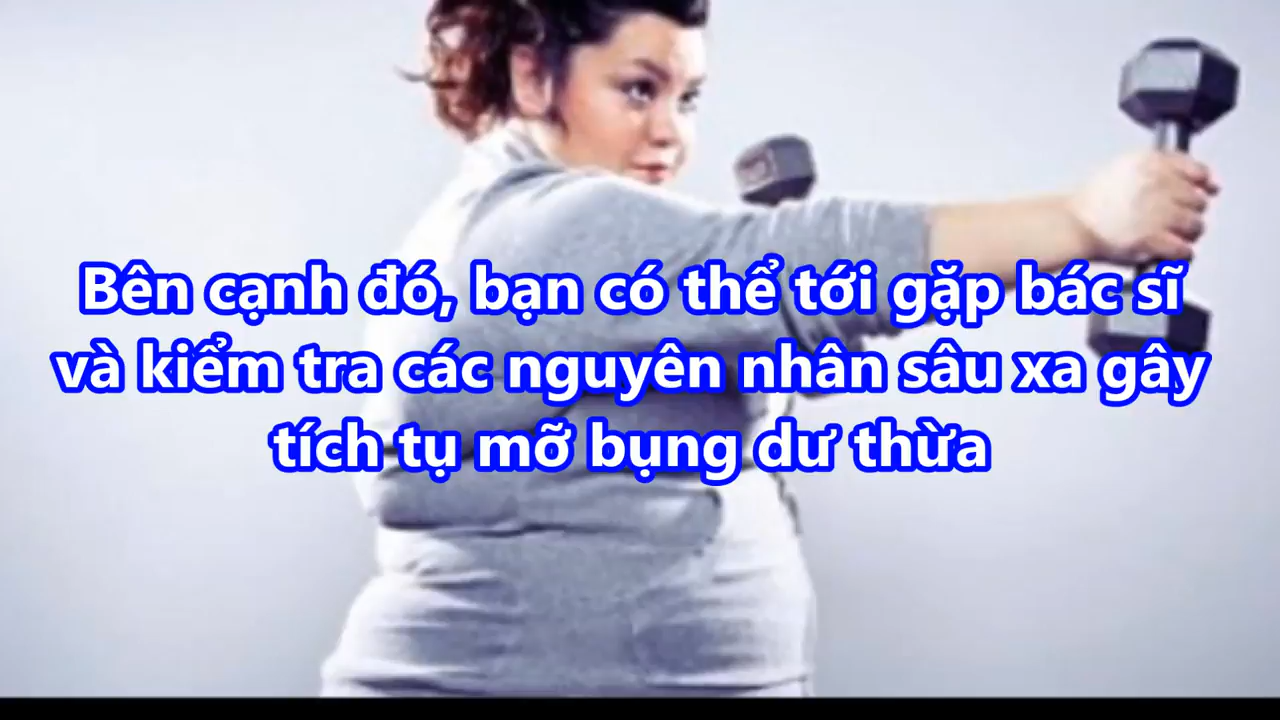 Bên cạnh đó, bạn có thể tới gặp bác sĩ
và kiểm tra các nguyên nhân sâu xa gây
tích tụ mỡ bụng dư thừa